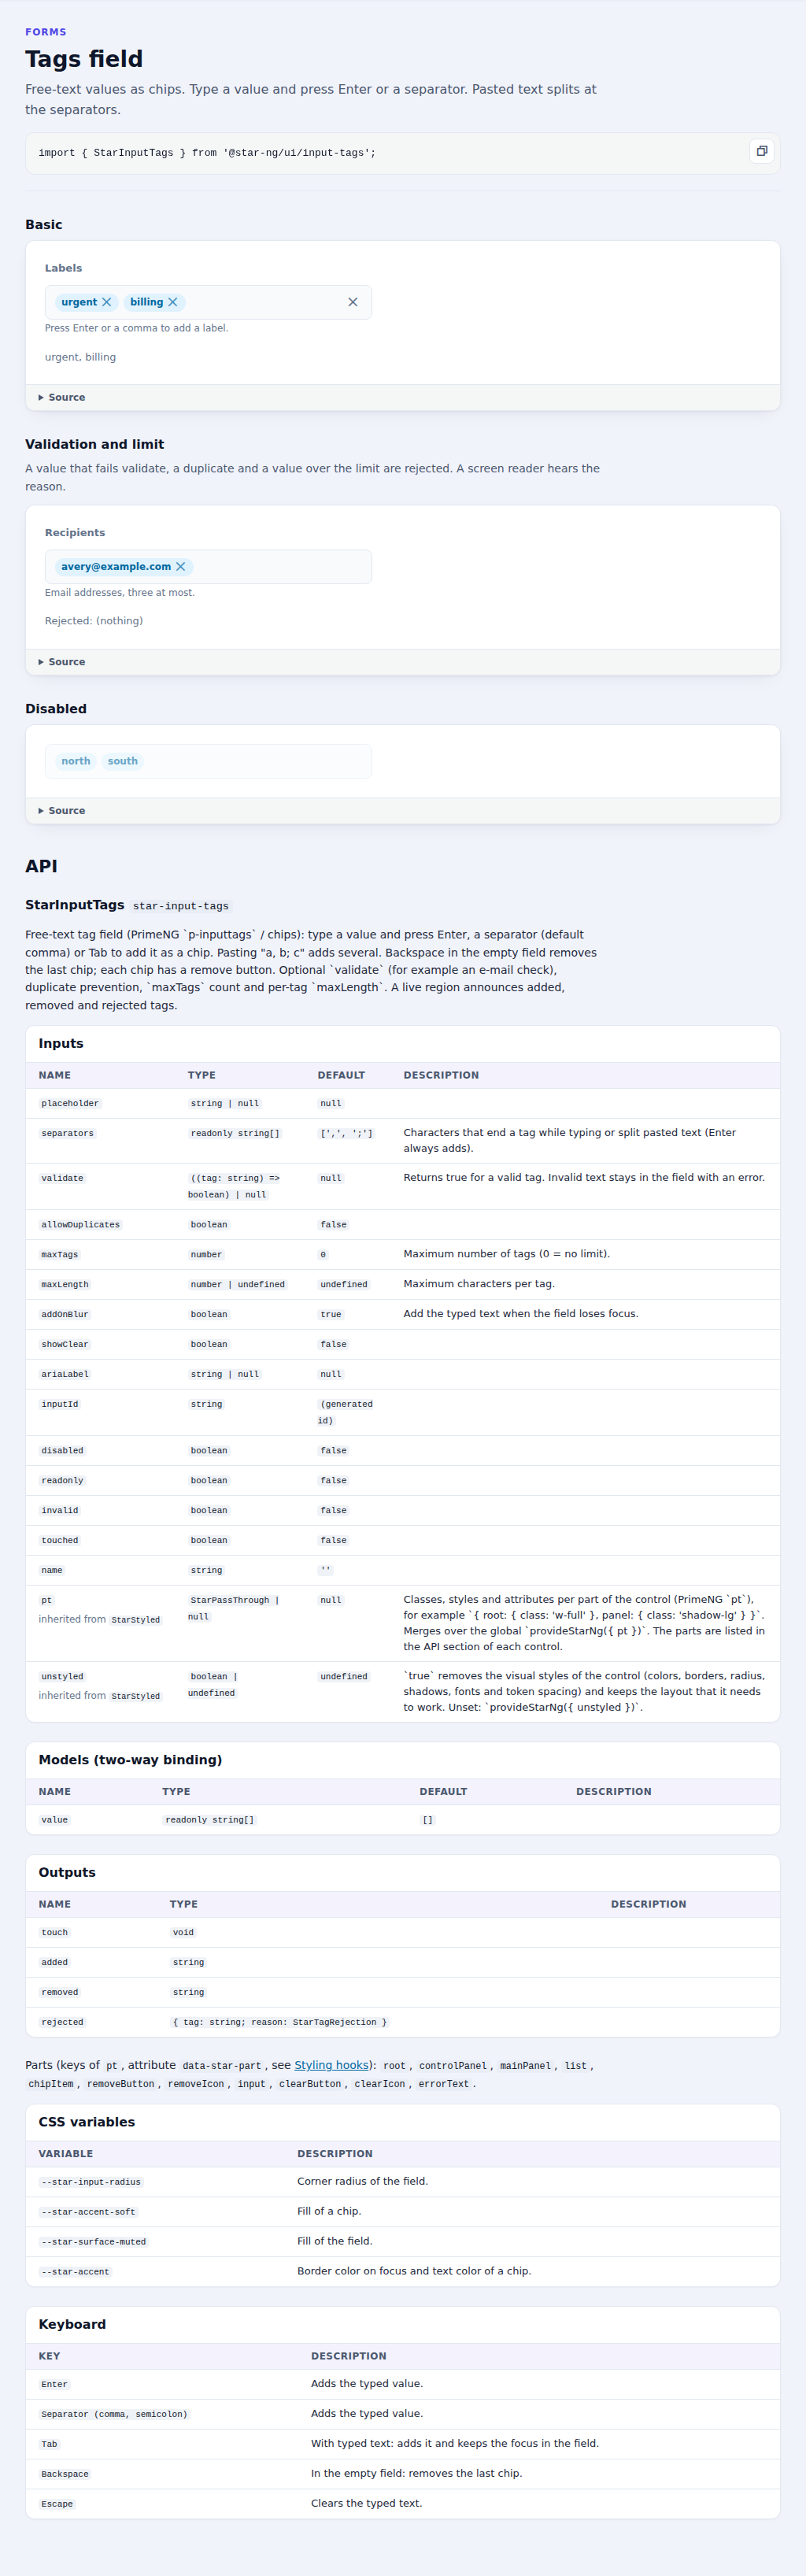 FORMS
Tags field
Free-text values as chips. Type a value and press Enter or a separator. Pasted text splits at
the separators.
import { StarInputTags } from '@star-ng/ui/input-tags';
Basic
Labels
urgent billing
Press Enter or a comma to add a label.
urgent, billing
Source
Validation and limit
A value that fails validate, a duplicate and a value over the limit are rejected. A screen reader hears the
reason.
Recipients
avery@example.com
Email addresses, three at most.
Rejected: (nothing)
Source
Disabled
north south
Source
API
StarInputTags star-input-tags
Free-text tag field (PrimeNG `p-inputtags` / chips): type a value and press Enter, a separator (default
comma) or Tab to add it as a chip. Pasting "a, b; c" adds several. Backspace in the empty field removes
the last chip; each chip has a remove button. Optional `validate` (for example an e-mail check),
duplicate prevention, `maxTags` count and per-tag `maxLength`. A live region announces added,
removed and rejected tags.
Inputs
NAME TYPE DEFAULT DESCRIPTION
placeholder string | null null
separators readonly string[] [',', ';'] Characters that end a tag while typing or split pasted text (Enter
always adds).
validate ((tag: string) => null Returns true for a valid tag. Invalid text stays in the field with an error.
boolean) | null
allowDuplicates boolean false
maxTags number 0 Maximum number of tags (0 = no limit).
maxLength number | undefined undefined Maximum characters per tag.
addOnBlur boolean true Add the typed text when the field loses focus.
showClear boolean false
ariaLabel string | null null
inputId string (generated
id)
disabled boolean false
readonly boolean false
invalid boolean false
touched boolean false
name string ''
pt StarPassThrough | null Classes, styles and attributes per part of the control (PrimeNG `pt`),
inherited from StarStyled null for example `{ root: { class: 'w-full' }, panel: { class: 'shadow-lg' } }`.
Merges over the global `provideStarNg({ pt })`. The parts are listed in
the API section of each control.
unstyled boolean | undefined `true` removes the visual styles of the control (colors, borders, radius,
inherited from StarStyled undefined shadows, fonts and token spacing) and keeps the layout that it needs
to work. Unset: `provideStarNg({ unstyled })`.
Models (two-way binding)
NAME TYPE DEFAULT DESCRIPTION
value readonly string[] []
Outputs
NAME TYPE DESCRIPTION
touch void
added string
removed string
rejected { tag: string; reason: StarTagRejection }
Parts (keys of pt, attribute data-star-part, see Styling hooks): root, controlPanel, mainPanel, list,
chipItem, removeButton, removeIcon, input, clearButton, clearIcon, errorText.
CSS variables
VARIABLE DESCRIPTION
--star-input-radius Corner radius of the field.
--star-accent-soft Fill of a chip.
--star-surface-muted Fill of the field.
--star-accent Border color on focus and text color of a chip.
Keyboard
KEY DESCRIPTION
Enter Adds the typed value.
Separator (comma, semicolon) Adds the typed value.
Tab With typed text: adds it and keeps the focus in the field.
Backspace In the empty field: removes the last chip.
Escape Clears the typed text.